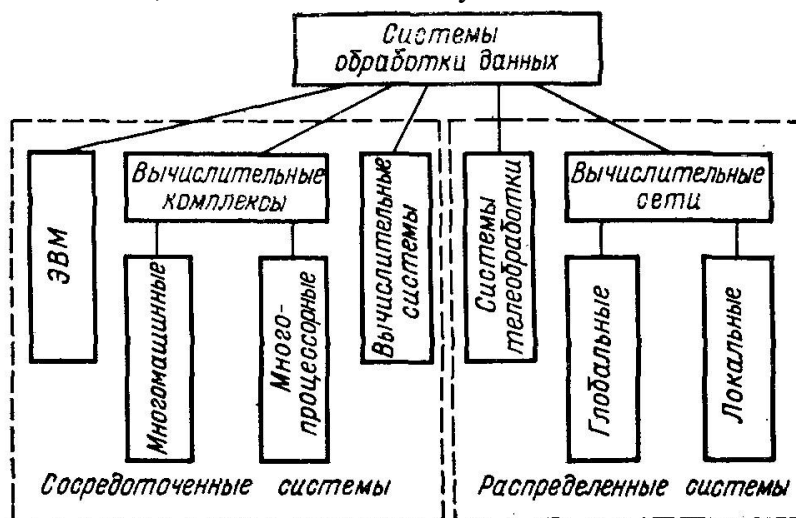 Системы
обработки данных
ЭВМ
Вычислительные
комплексы
Многомашинные
Много-
процессорные
Вычислительные
системы
Системы
телеобработки
Вычислительные
сети
Глобальные
Локальные
Сосредоточенные системы
Распределенные системы